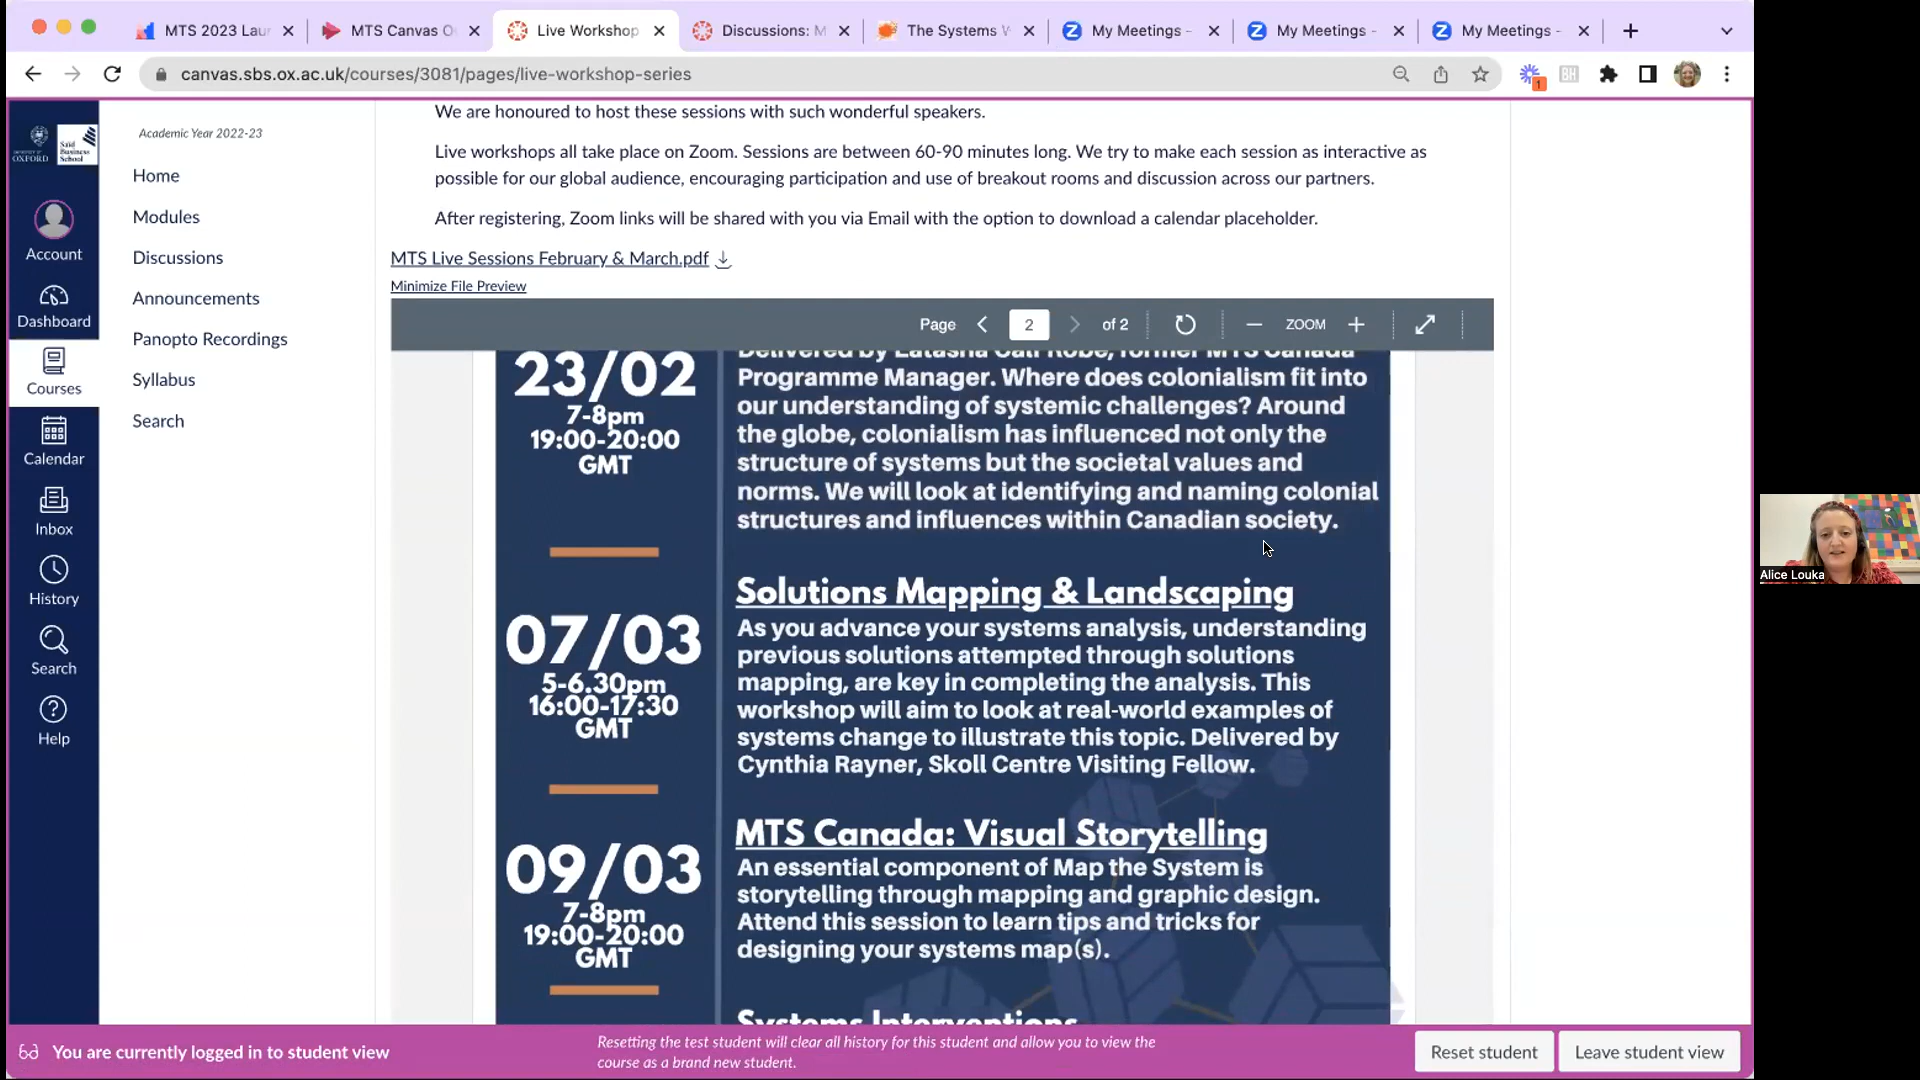 MTS 2023 Lau
MTS Canvas O
Live Workshop
Discussions: M
The Systems W
My Meetings -
My Meetings -
My Meetings -
canvas.sbs.ox.ac.uk/courses/3081/pages/live-workshop-series
1
BH
OXFORD
Saïd
Business
School
Account
Dashboard
Courses
Calendar
Inbox
History
Search
Help
Academic Year 2022-23
Home
Modules
Discussions
Announcements
Panopto Recordings
Syllabus
Search
We are honoured to host these sessions with such wonderful speakers.
Live workshops all take place on Zoom. Sessions are between 60-90 minutes long. We try to make each session as interactive as
possible for our global audience, encouraging participation and use of breakout rooms and discussion across our partners.
After registering, Zoom links will be shared with you via Email with the option to download a calendar placeholder.
MTS Live Sessions February & March.pdf
Minimize File Preview
Page 2 of 2 ZOOM
23/02
7-8pm
19:00-20:00
GMT
Delivered by Latasha Calf Robe, former MTS Canada
Programme Manager. Where does colonialism fit into
our understanding of systemic challenges? Around
the globe, colonialism has influenced not only the
structure of systems but the societal values and
norms. We will look at identifying and naming colonial
structures and influences within Canadian society.
07/03
5-6.30pm
16:00-17:30
GMT
Solutions Mapping & Landscaping
As you advance your systems analysis, understanding
previous solutions attempted through solutions
mapping, are key in completing the analysis. This
workshop will aim to look at real-world examples of
systems change to illustrate this topic. Delivered by
Cynthia Rayner, Skoll Centre Visiting Fellow.
09/03
7-8pm
19:00-20:00
GMT
MTS Canada: Visual Storytelling
An essential component of Map the System is
storytelling through mapping and graphic design.
Attend this session to learn tips and tricks for
designing your systems map(s).
Systems Interventions
You are currently logged in to student view
Resetting the test student will clear all history for this student and allow you to view the
course as a brand new student.
Reset student
Leave student view
Alice Louka